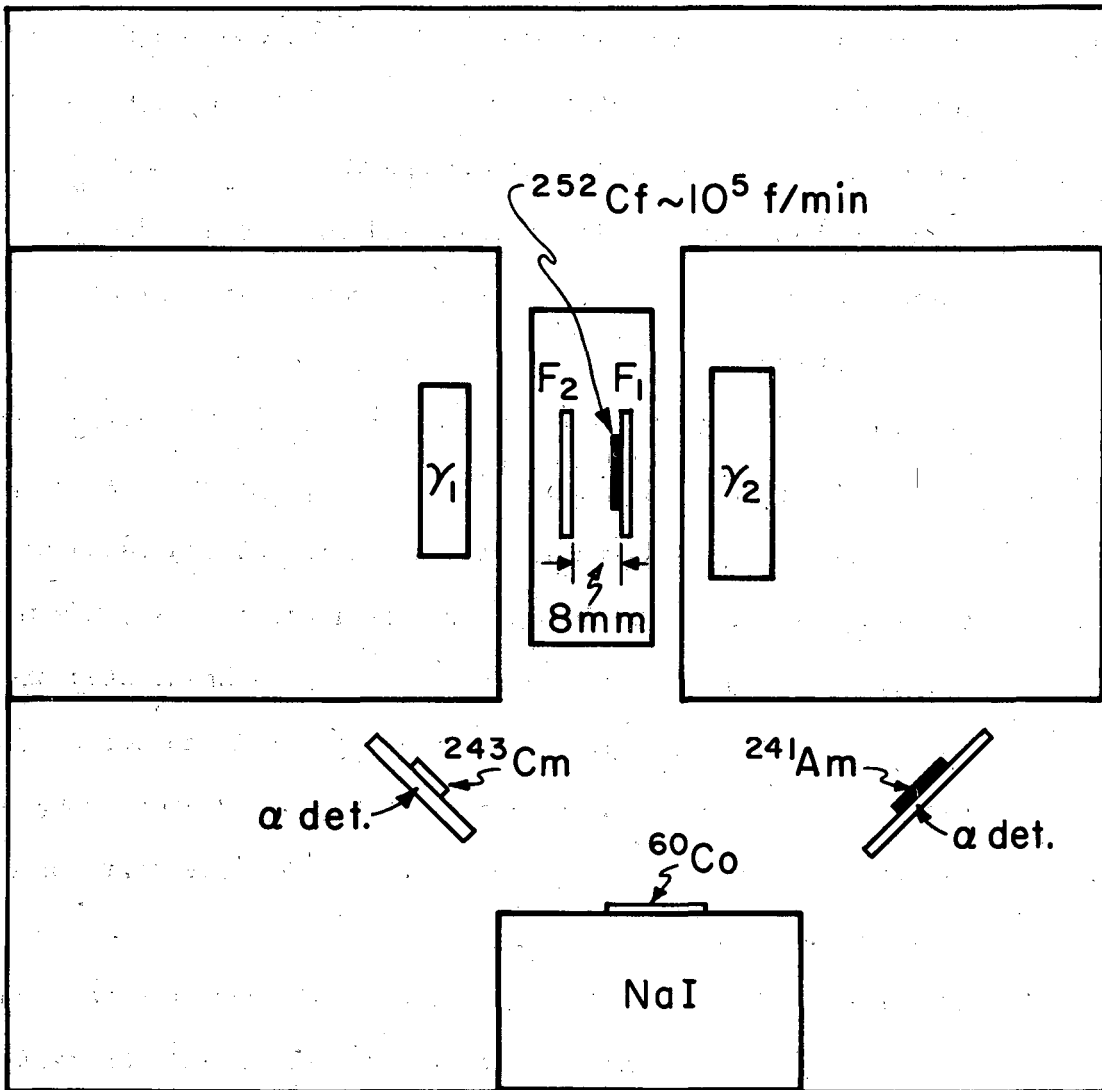 ²⁵²Cf ~10⁵ f/min
F₂
F₁
γ₁
γ₂
8mm
²⁴³Cm
²⁴¹Am
α det.
α det.
⁶⁰Co
NaI